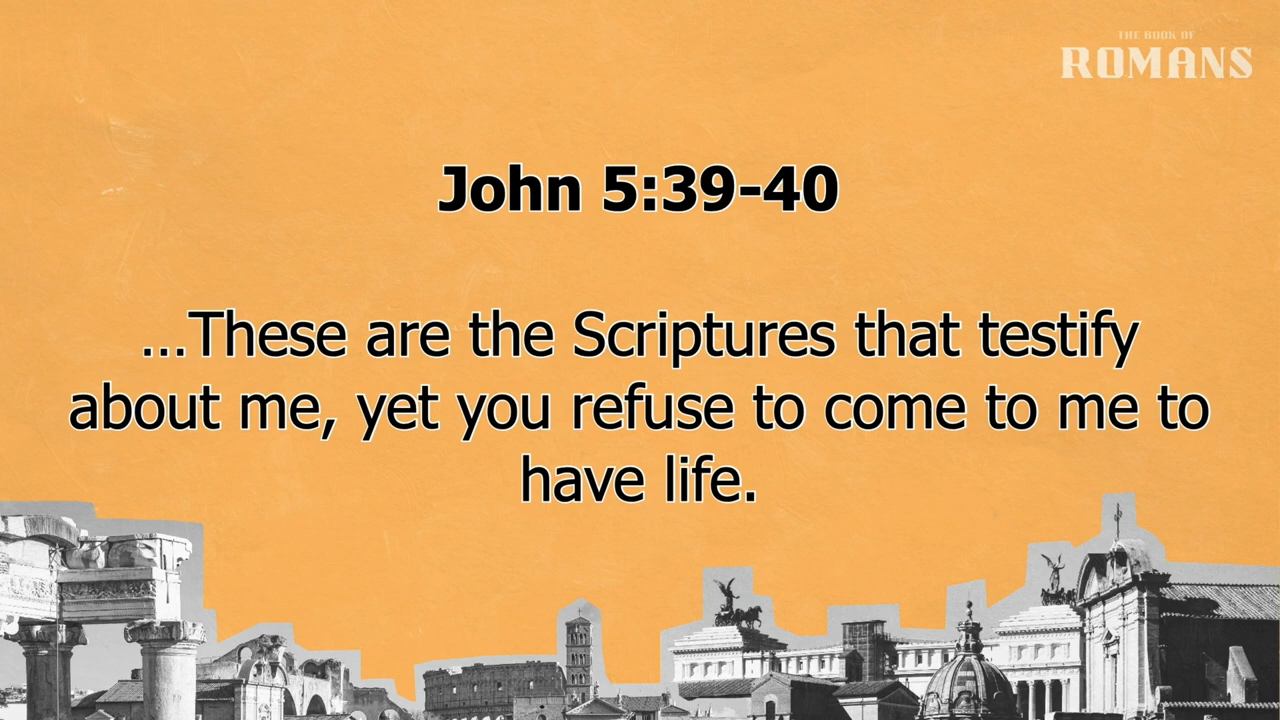 THE BOOK OF
ROMANS
John 5:39-40
...These are the Scriptures that testify
about me, yet you refuse to come to me to
have life.